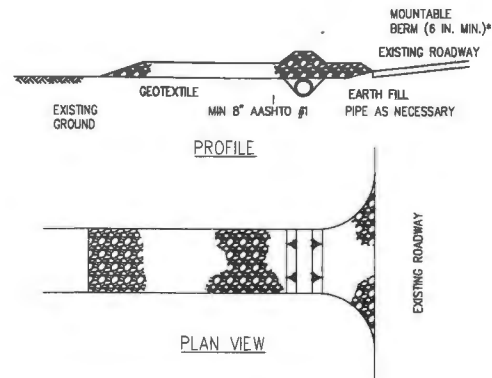 MOUNTABLE
BERM (6 IN. MIN.)*
EXISTING ROADWAY
GEOTEXTILE
MIN 8" AASHTO #1
EARTH FILL
PIPE AS NECESSARY
EXISTING
GROUND
PROFILE
EXISTING ROADWAY
PLAN VIEW